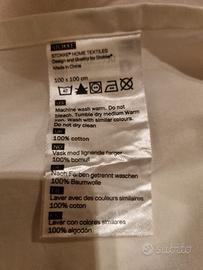 STOKKE
STOKKE® HOME TEXTILES
Design and Quality by Stokke®
Made in China
100 x 100 cm
Machine wash warm. Do not
bleach. Tumble dry medium warm
iron. Wash with similar colours.
Do not dry clean
100% cotton
Vask med lignende farger
100% bomull
Nach Farben getrennt waschen
100% Baumwolle
Laver avec des couleurs similaires
100% coton
Lavar con colores similares
100% algodón
subito